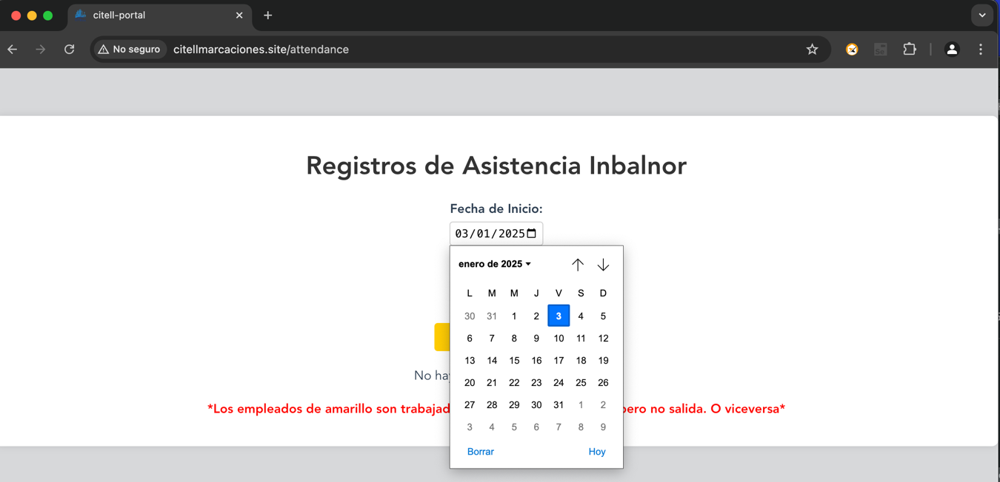 citell-portal
No seguro citellmarcaciones.site/attendance
Registros de Asistencia Inbalnor
Fecha de Inicio:
03/01/2025
enero de 2025
L M M J V S D
30 31 1 2 3 4 5
6 7 8 9 10 11 12
13 14 15 16 17 18 19
20 21 22 23 24 25 26
27 28 29 30 31 1 2
3 4 5 6 7 8 9
Borrar Hoy
No hay
*Los empleados de amarillo son trabajad pero no salida. O viceversa*